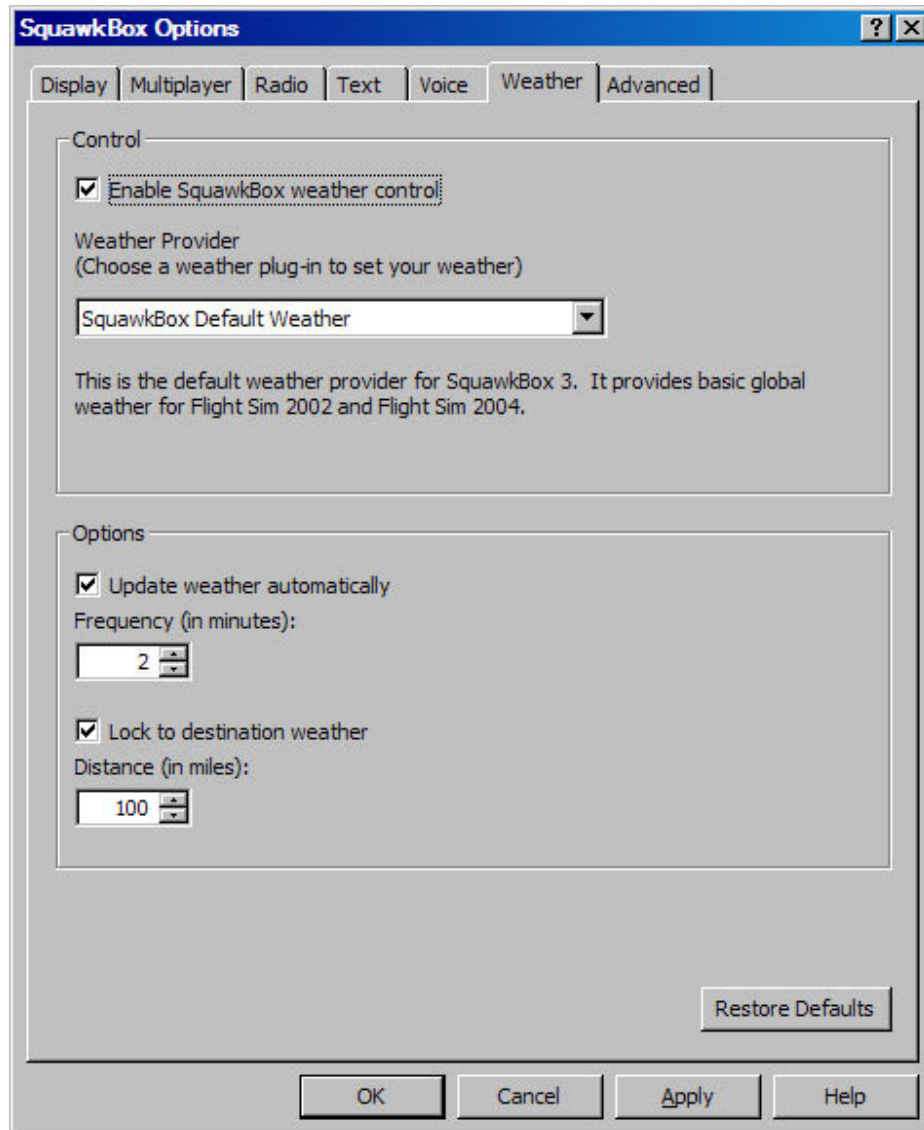 SquawkBox Options
Display Multiplayer Radio Text Voice Weather Advanced
Control
Enable SquawkBox weather control
Weather Provider
(Choose a weather plug-in to set your weather)
SquawkBox Default Weather
This is the default weather provider for SquawkBox 3. It provides basic global
weather for Flight Sim 2002 and Flight Sim 2004.
Options
Update weather automatically
Frequency (in minutes):
2
Lock to destination weather
Distance (in miles):
100
Restore Defaults
OK Cancel Apply Help